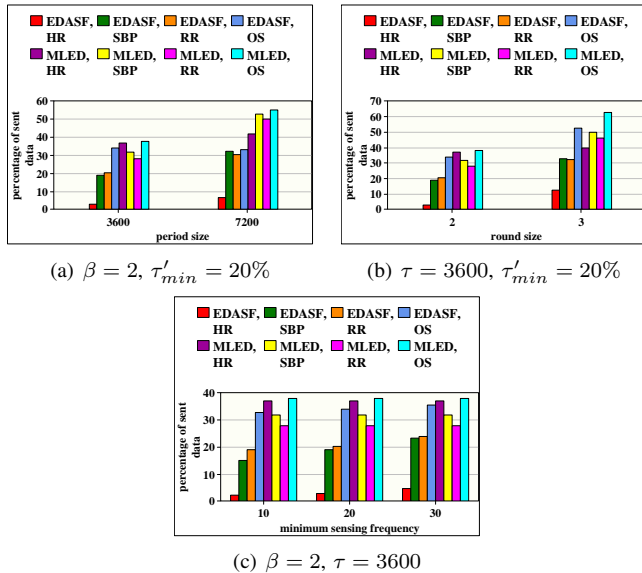 EDASF, HR EDASF, SBP EDASF, RR EDASF, OS
MLED, HR MLED, SBP MLED, RR MLED, OS
percentage of sent data
60
50
40
30
20
10
0
3600 7200
period size
(a) β = 2, τ′min = 20%
EDASF, HR EDASF, SBP EDASF, RR EDASF, OS
MLED, HR MLED, SBP MLED, RR MLED, OS
percentage of sent data
70
60
50
40
30
20
10
0
2 3
round size
(b) τ = 3600, τ′min = 20%
EDASF, HR EDASF, SBP EDASF, RR EDASF, OS
MLED, HR MLED, SBP MLED, RR MLED, OS
percentage of sent data
40
30
20
10
0
10 20 30
minimum sensing frequency
(c) β = 2, τ = 3600